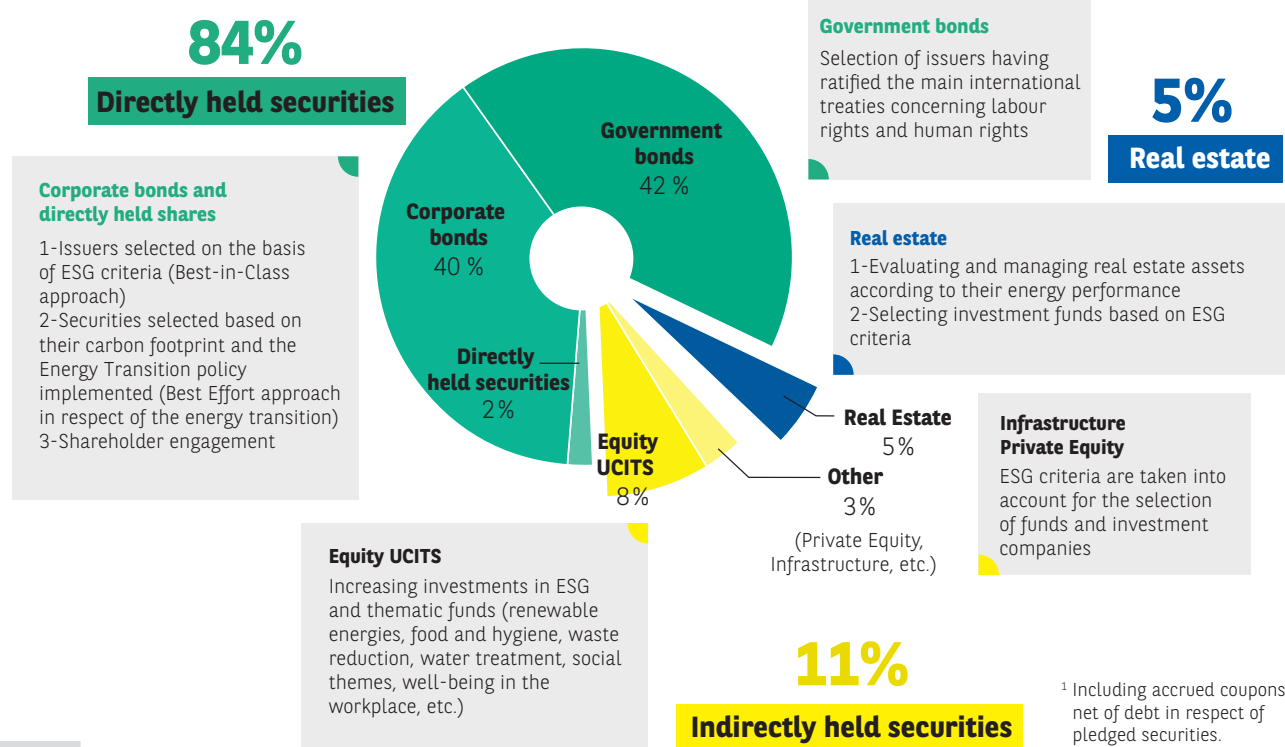 84%
Directly held securities
Corporate bonds and
directly held shares
1-Issuers selected on the basis
of ESG criteria (Best-in-Class
approach)
2-Securities selected based on
their carbon footprint and the
Energy Transition policy
implemented (Best Effort approach
in respect of the energy transition)
3-Shareholder engagement
Government
bonds
42 %
Corporate
bonds
40 %
Directly
held securities
2%
Equity
UCITS
8%
Government bonds
Selection of issuers having
ratified the main international
treaties concerning labour
rights and human rights
5%
Real estate
Real estate
1-Evaluating and managing real estate assets
according to their energy performance
2-Selecting investment funds based on ESG
criteria
Real Estate
5%
Other
3%
(Private Equity,
Infrastructure, etc.)
Infrastructure
Private Equity
ESG criteria are taken into
account for the selection
of funds and investment
companies
Equity UCITS
Increasing investments in ESG
and thematic funds (renewable
energies, food and hygiene, waste
reduction, water treatment, social
themes, well-being in the
workplace, etc.)
11%
Indirectly held securities
1 Including accrued coupons
net of debt in respect of
pledged securities.